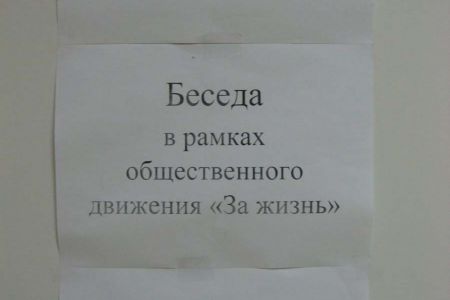 Беседа
в рамках
общественного
движения «За жизнь»